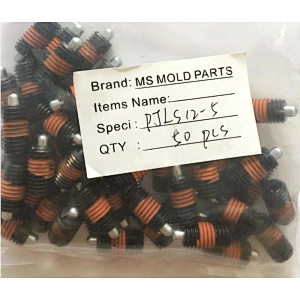 Brand: MS MOLD PARTS
Items Name:
Speci: PJLS12-5
QTY : 50 pcs